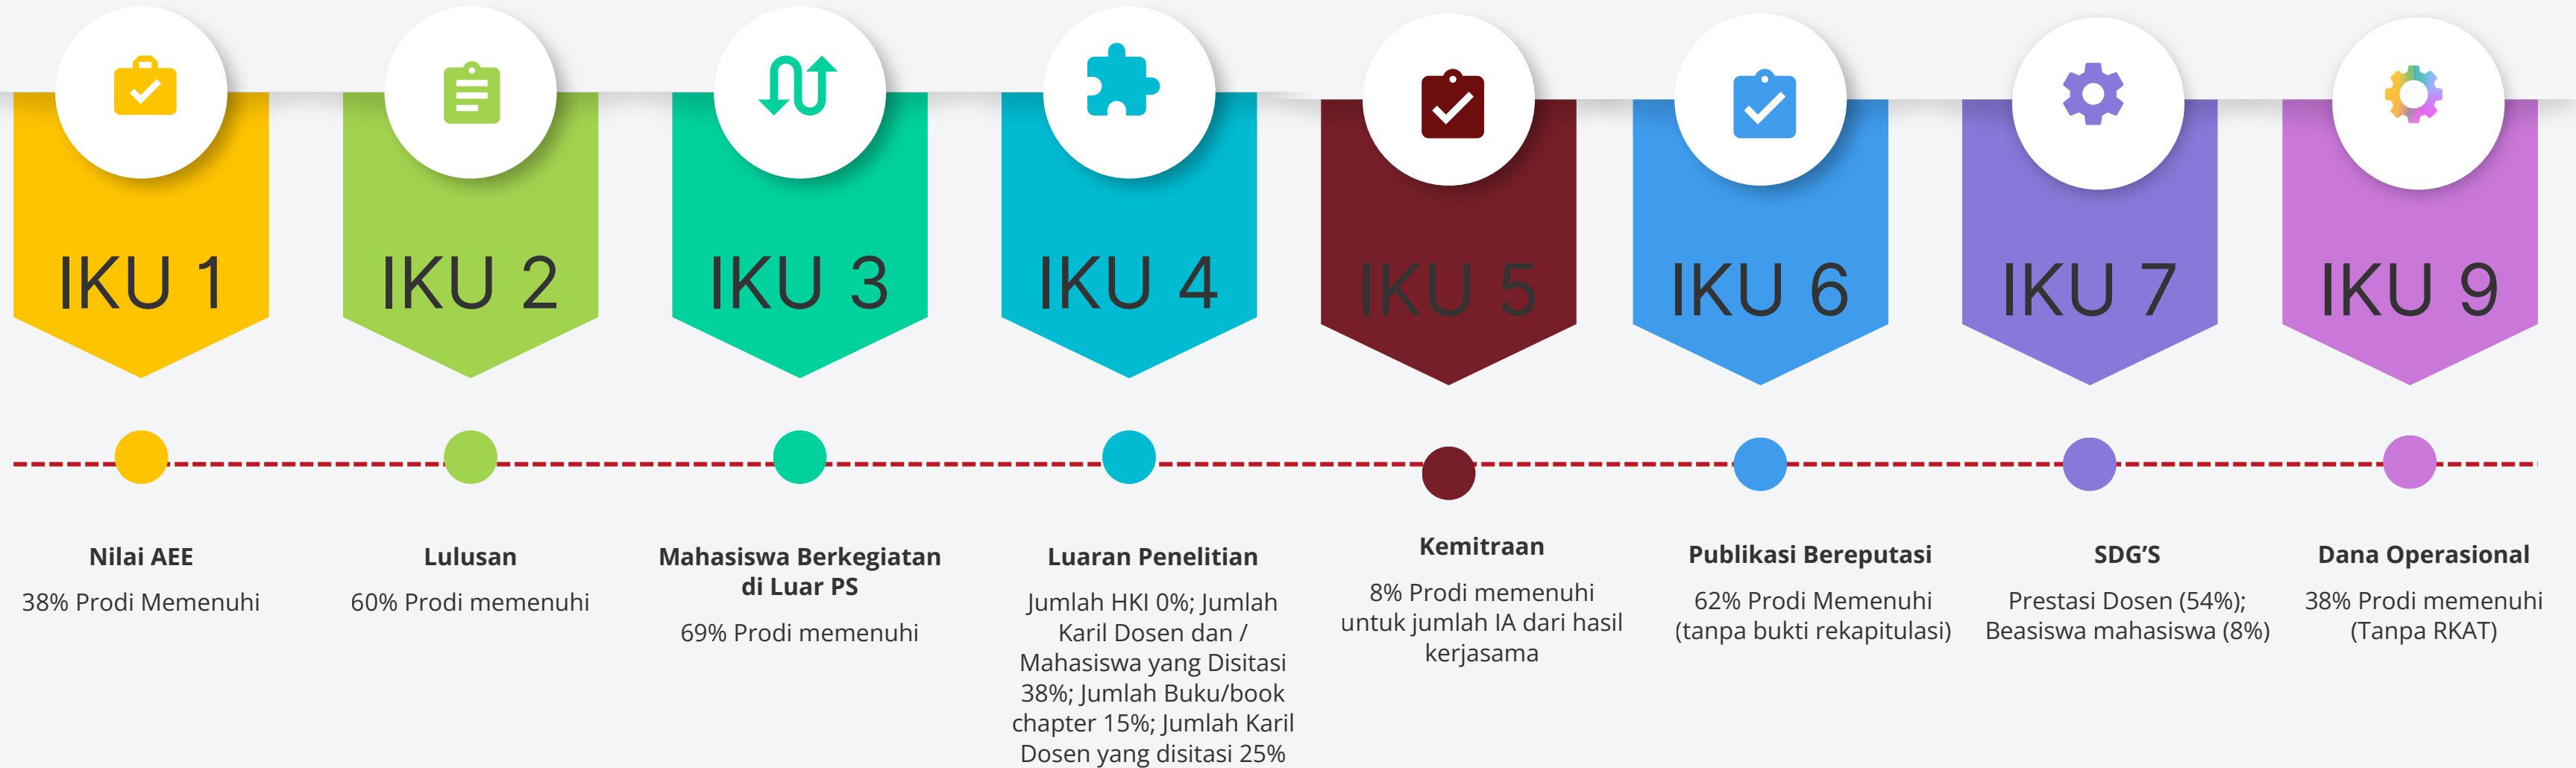 IKU 1
IKU 2
IKU 3
IKU 4
IKU 5
IKU 6
IKU 7
IKU 9
Nilai AEE
38% Prodi Memenuhi
Lulusan
60% Prodi memenuhi
Mahasiswa Berkegiatan
di Luar PS
69% Prodi memenuhi
Luaran Penelitian
Jumlah HKI 0%; Jumlah
Karil Dosen dan /
Mahasiswa yang Disitasi
38%; Jumlah Buku/book
chapter 15%; Jumlah Karil
Dosen yang disitasi 25%
Kemitraan
8% Prodi memenuhi
untuk jumlah IA dari hasil
kerjasama
Publikasi Bereputasi
62% Prodi Memenuhi
(tanpa bukti rekapitulasi)
SDG’S
Prestasi Dosen (54%);
Beasiswa mahasiswa (8%)
Dana Operasional
38% Prodi memenuhi
(Tanpa RKAT)